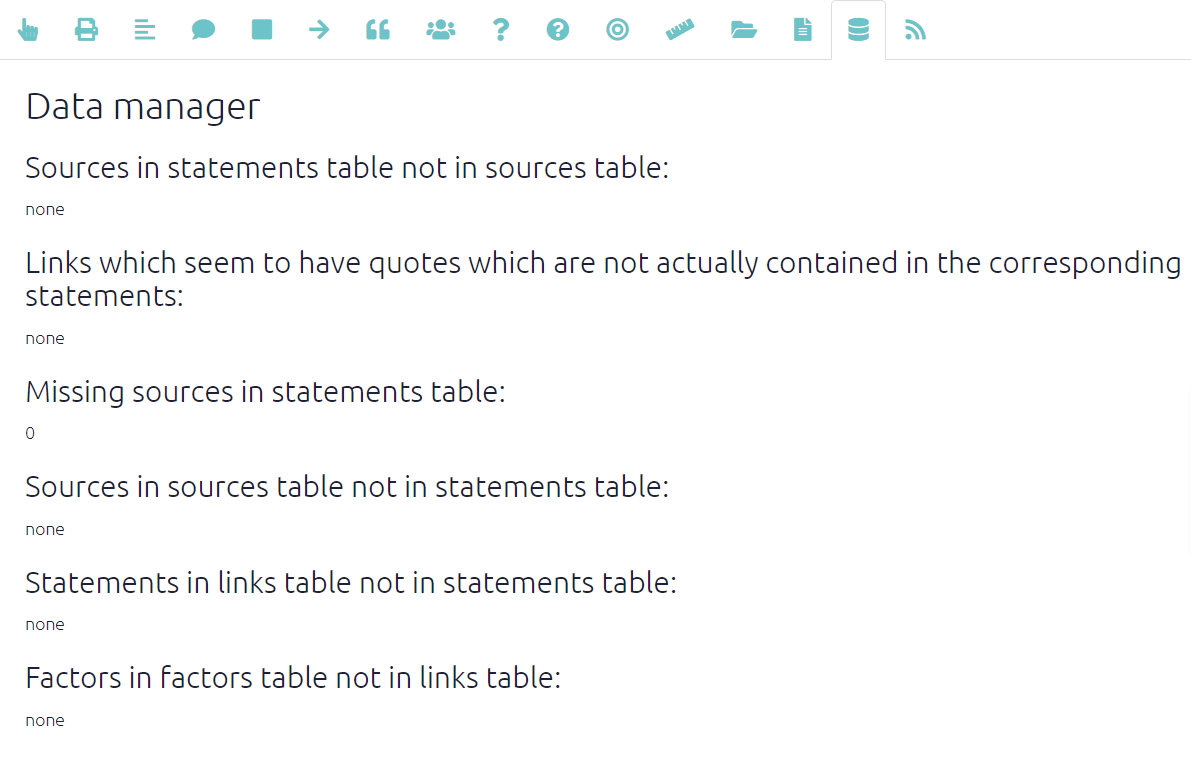 Data manager
Sources in statements table not in sources table:
none
Links which seem to have quotes which are not actually contained in the corresponding
statements:
none
Missing sources in statements table:
0
Sources in sources table not in statements table:
none
Statements in links table not in statements table:
none
Factors in factors table not in links table:
none